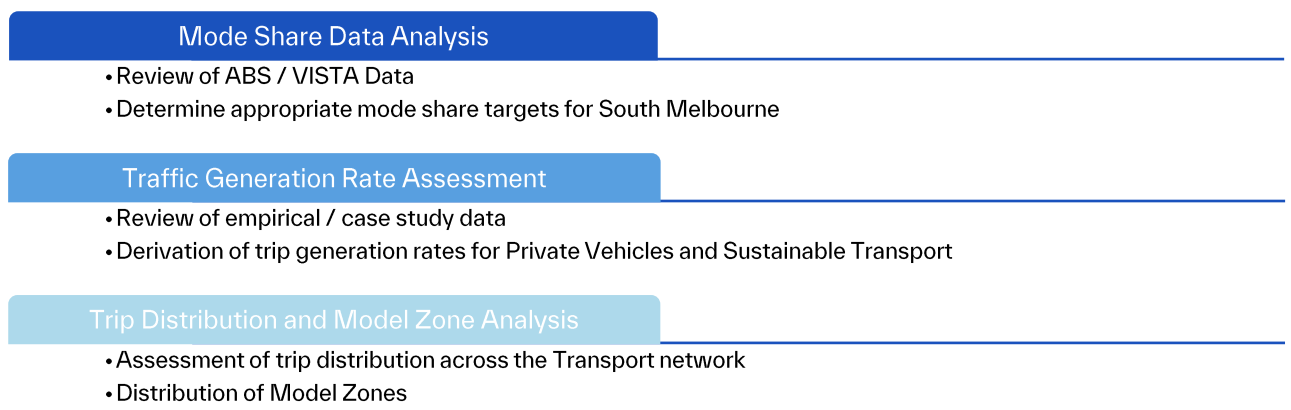 Mode Share Data Analysis
• Review of ABS / VISTA Data
• Determine appropriate mode share targets for South Melbourne
Traffic Generation Rate Assessment
• Review of empirical / case study data
• Derivation of trip generation rates for Private Vehicles and Sustainable Transport
Trip Distribution and Model Zone Analysis
• Assessment of trip distribution across the Transport network
• Distribution of Model Zones